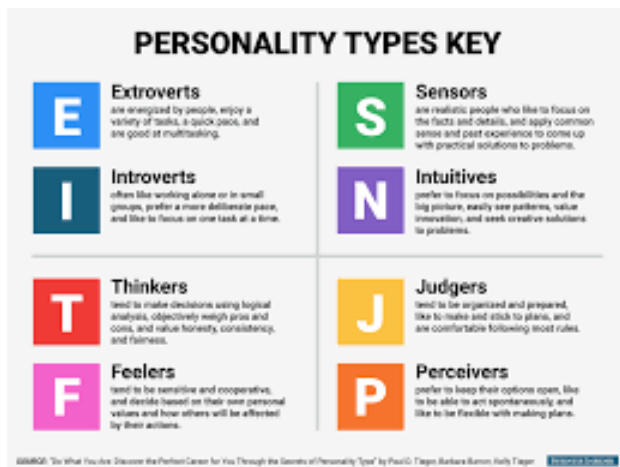 PERSONALITY TYPES KEY
E
Extroverts
are energized by people, enjoy a
variety of tasks, a quick pace, and
are good at multitasking.
I
Introverts
often like working alone or in small
groups, prefer a more deliberate pace,
and like to focus on one task at a time.
S
Sensors
are realistic people who like to focus on
the facts and details, and apply common
sense and past experience to come up
with practical solutions to problems.
N
Intuitives
prefer to focus on possibilities and the
big picture, easily see patterns, value
innovation, and seek creative solutions
to problems.
T
Thinkers
tend to make decisions using logical
analysis, objectively weigh pros and
cons, and value honesty, consistency,
and fairness.
F
Feelers
tend to be sensitive and cooperative,
and decide based on their own personal
values and how others will be affected
by their actions.
J
Judgers
tend to be organized and prepared,
like to make and stick to plans, and
are comfortable following most rules.
P
Perceivers
prefer to keep their options open, like
to be able to act spontaneously, and
like to be flexible with making plans.
SOURCE: "Do What You Are: Discover the Perfect Career for You Through the Secrets of Personality Type" by Paul D. Tieger, Barbara Barron, Kelly Tieger